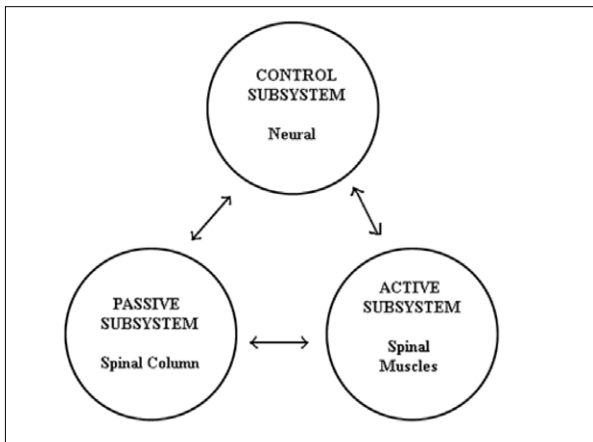 CONTROL
SUBSYSTEM
Neural
PASSIVE
SUBSYSTEM
Spinal Column
ACTIVE
SUBSYSTEM
Spinal
Muscles